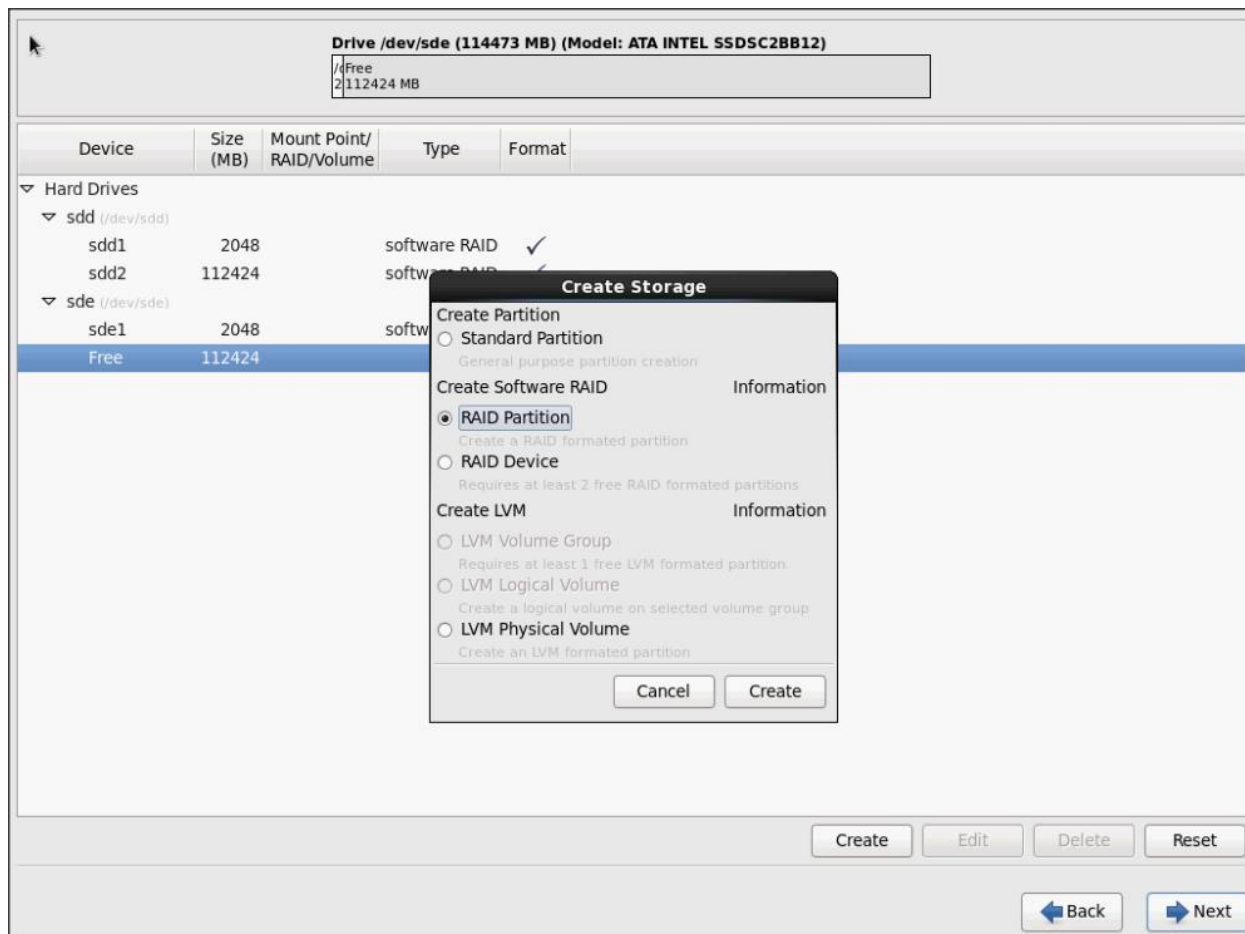 Drive /dev/sde (114473 MB) (Model: ATA INTEL SSDSC2BB12)
Free
2 112424 MB
Device Size (MB) Mount Point/ RAID/Volume Type Format
Hard Drives
sdd (/dev/sdd)
sdd1 2048 software RAID ✓
sdd2 112424 software RAID
sde (/dev/sde)
sde1 2048 softw
Free 112424
Create Storage
Create Partition
Standard Partition
General purpose partition creation
Create Software RAID Information
RAID Partition
Create a RAID formated partition
RAID Device
Requires at least 2 free RAID formated partitions
Create LVM Information
LVM Volume Group
Requires at least 1 free LVM formated partition
LVM Logical Volume
Create a logical volume on selected volume group
LVM Physical Volume
Create an LVM formated partition
Cancel Create
Create Edit Delete Reset
Back Next